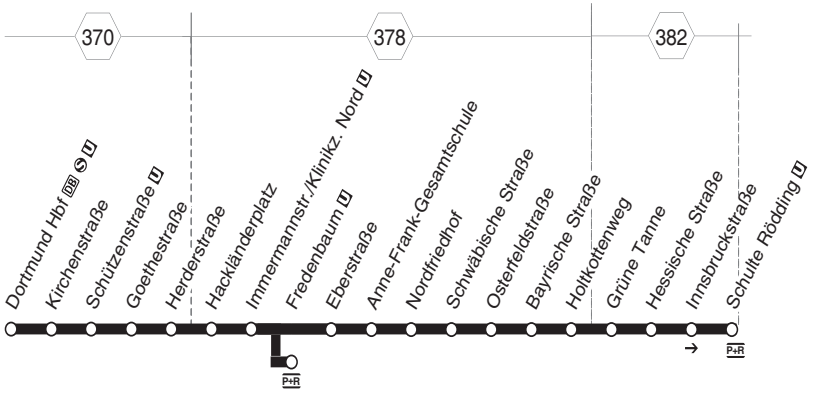 370
378
382
Dortmund Hbf DB S U
Kirchenstraße
Schützenstraße U
Goethestraße
Herderstraße
Hackländerplatz
Immermannstr./Klinikz. Nord U
Fredenbaum U
Eberstraße
Anne-Frank-Gesamtschule
Nordfriedhof
Schwäbische Straße
Osterfeldstraße
Bayrische Straße
Holtkottenweg
Grüne Tanne
Hessische Straße
Innsbruckstraße
Schulte Rödding U
P+R
P+R